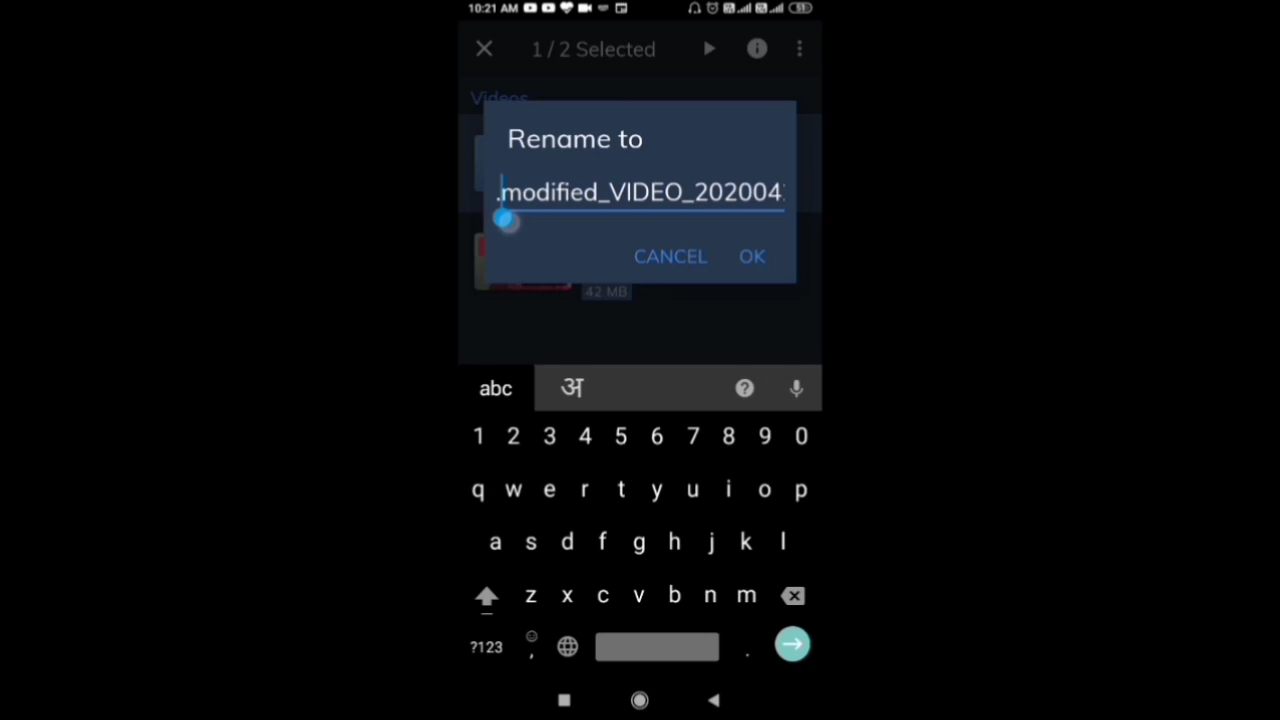 10:21 AM
1 / 2 Selected
Videos
Rename to
.modified_VIDEO_202004
CANCEL OK
42 MB
abc अ
1 2 3 4 5 6 7 8 9 0
q w e r t y u i o p
a s d f g h j k l
z x c v b n m
?123 , .